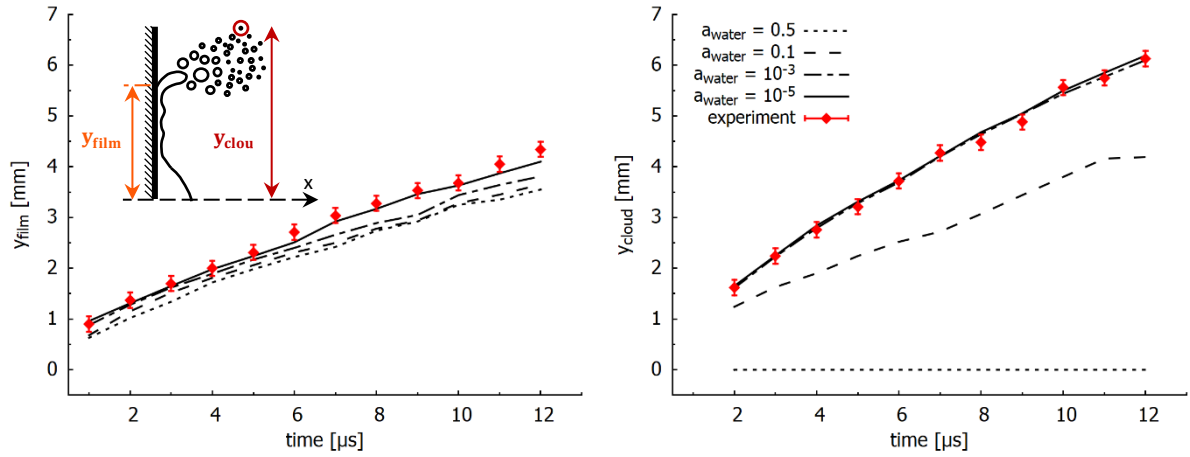 7
6
5
4
3
2
1
0
y_film [mm]
2
4
6
8
10
12
time [μs]
y_film
y_clou
x
7
6
5
4
3
2
1
0
y_cloud [mm]
2
4
6
8
10
12
time [μs]
a_water = 0.5
a_water = 0.1
a_water = 10^-3
a_water = 10^-5
experiment